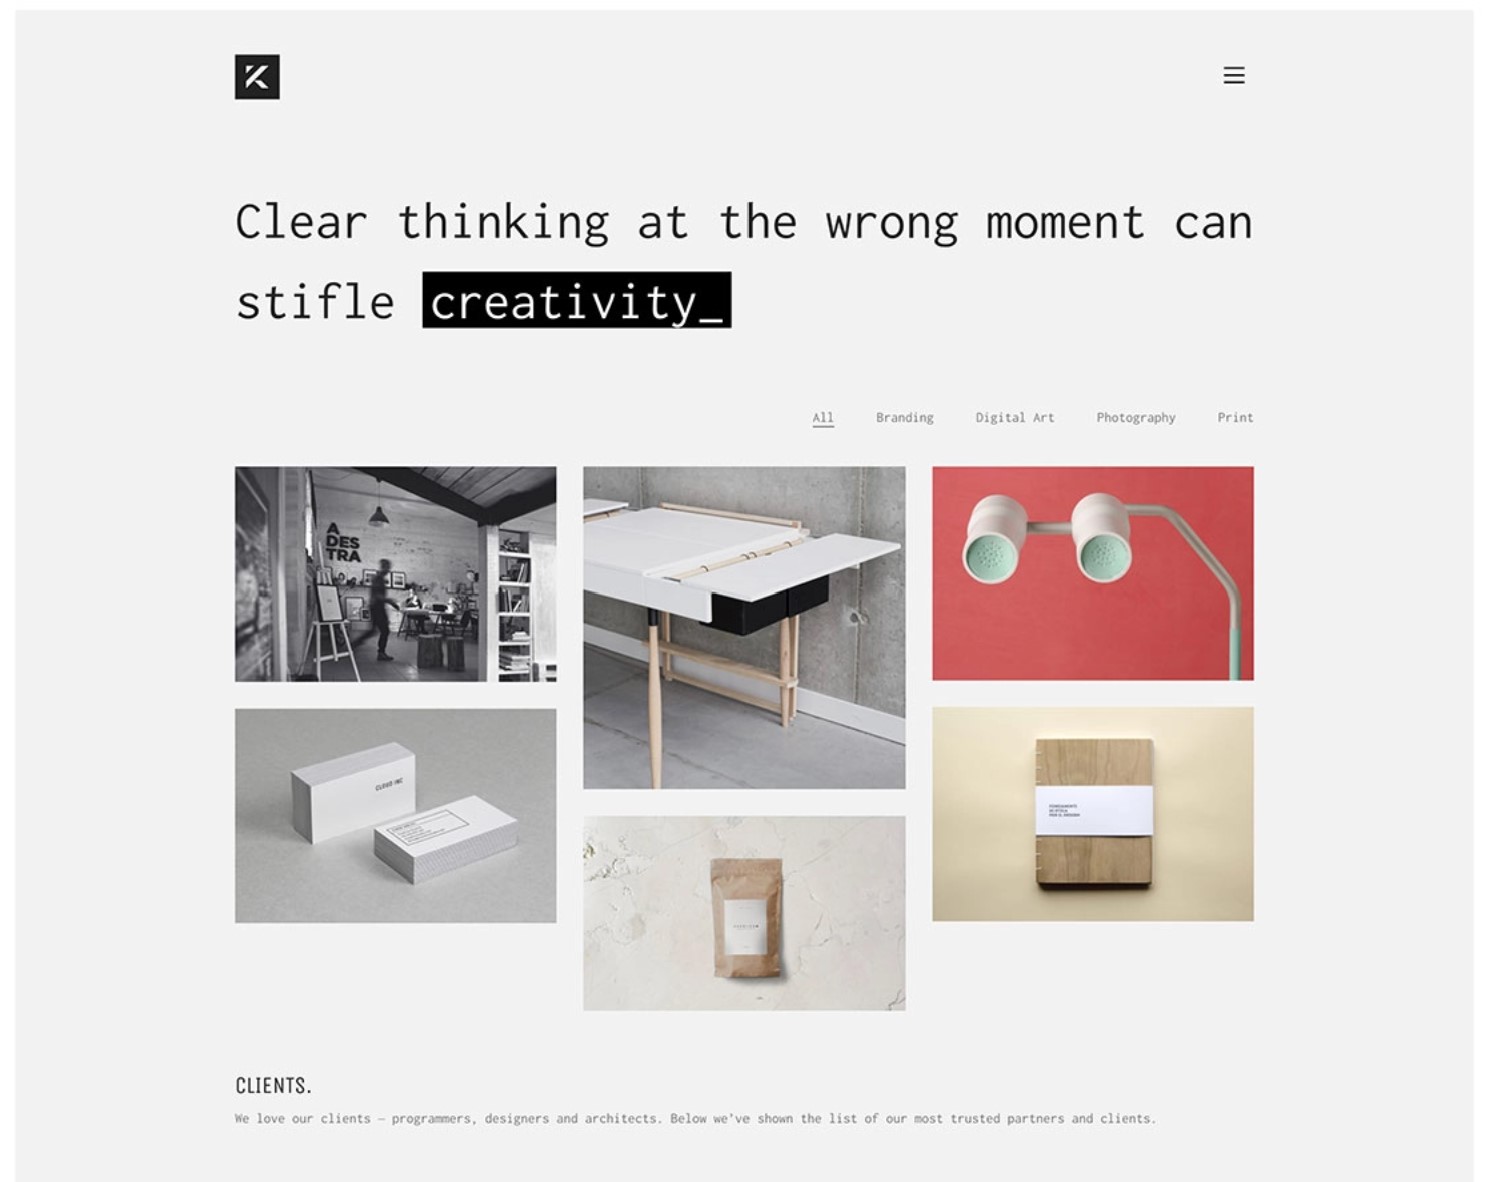 K
Clear thinking at the wrong moment can
stifle creativity_
All Branding Digital Art Photography Print
A
DES
TRA
CLOUD INC
CLIENTS.
We love our clients – programmers, designers and architects. Below we've shown the list of our most trusted partners and clients.